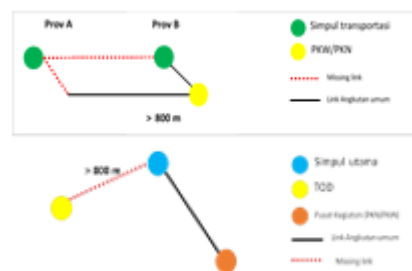 Prov A
Prov B
Simpul transportasi
PKW/PKN
Missing link
Link Angkutan umum
> 800 m
> 800 m
Simpul utama
TOD
Pusat Kegiatan (PKN/PKW)
Link Angkutan umum
Missing link